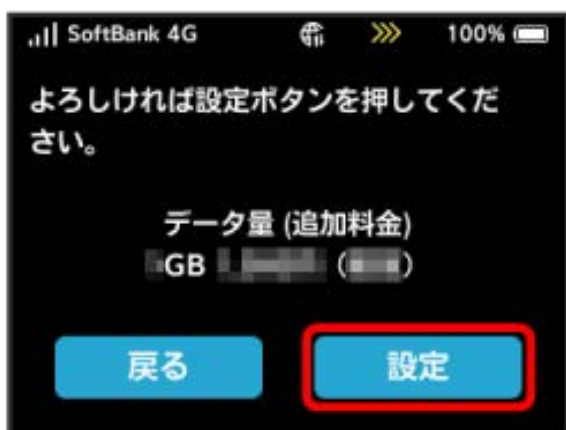 SoftBank 4G 100%
よろしければ設定ボタンを押してくだ
さい。
データ量 (追加料金)
GB ( )
戻る 設定